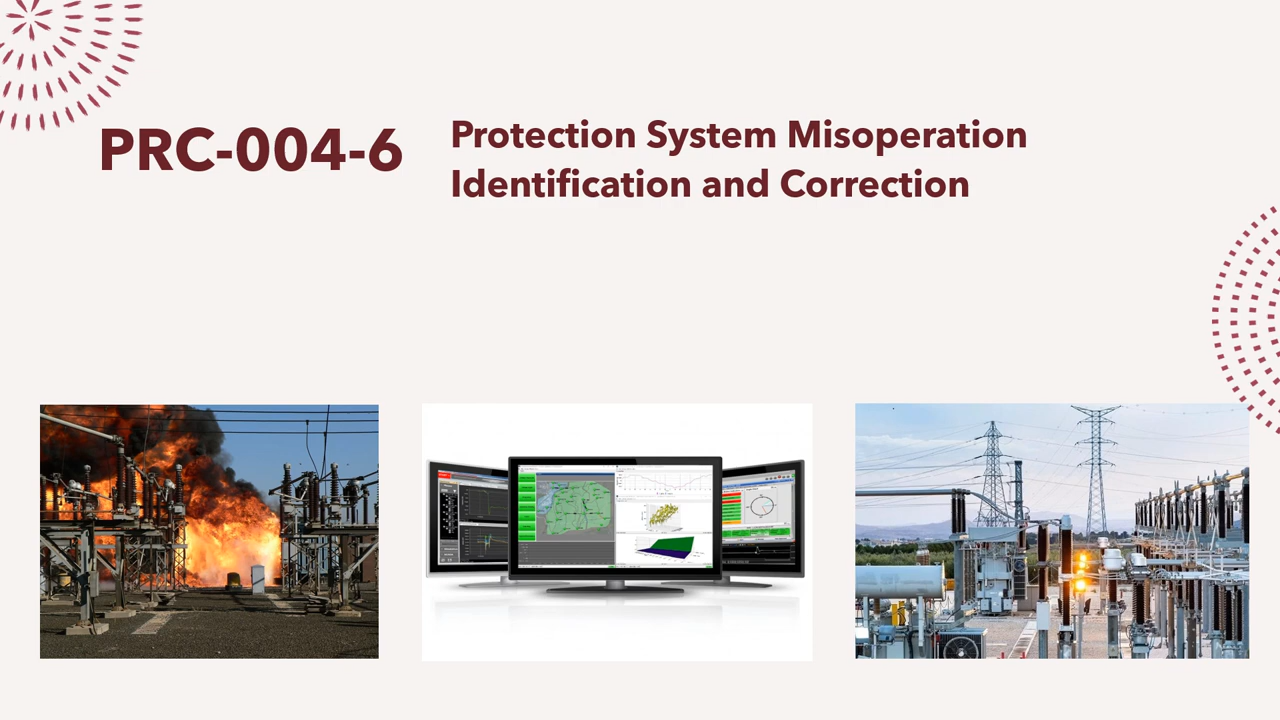 PRC-004-6
Protection System Misoperation
Identification and Correction